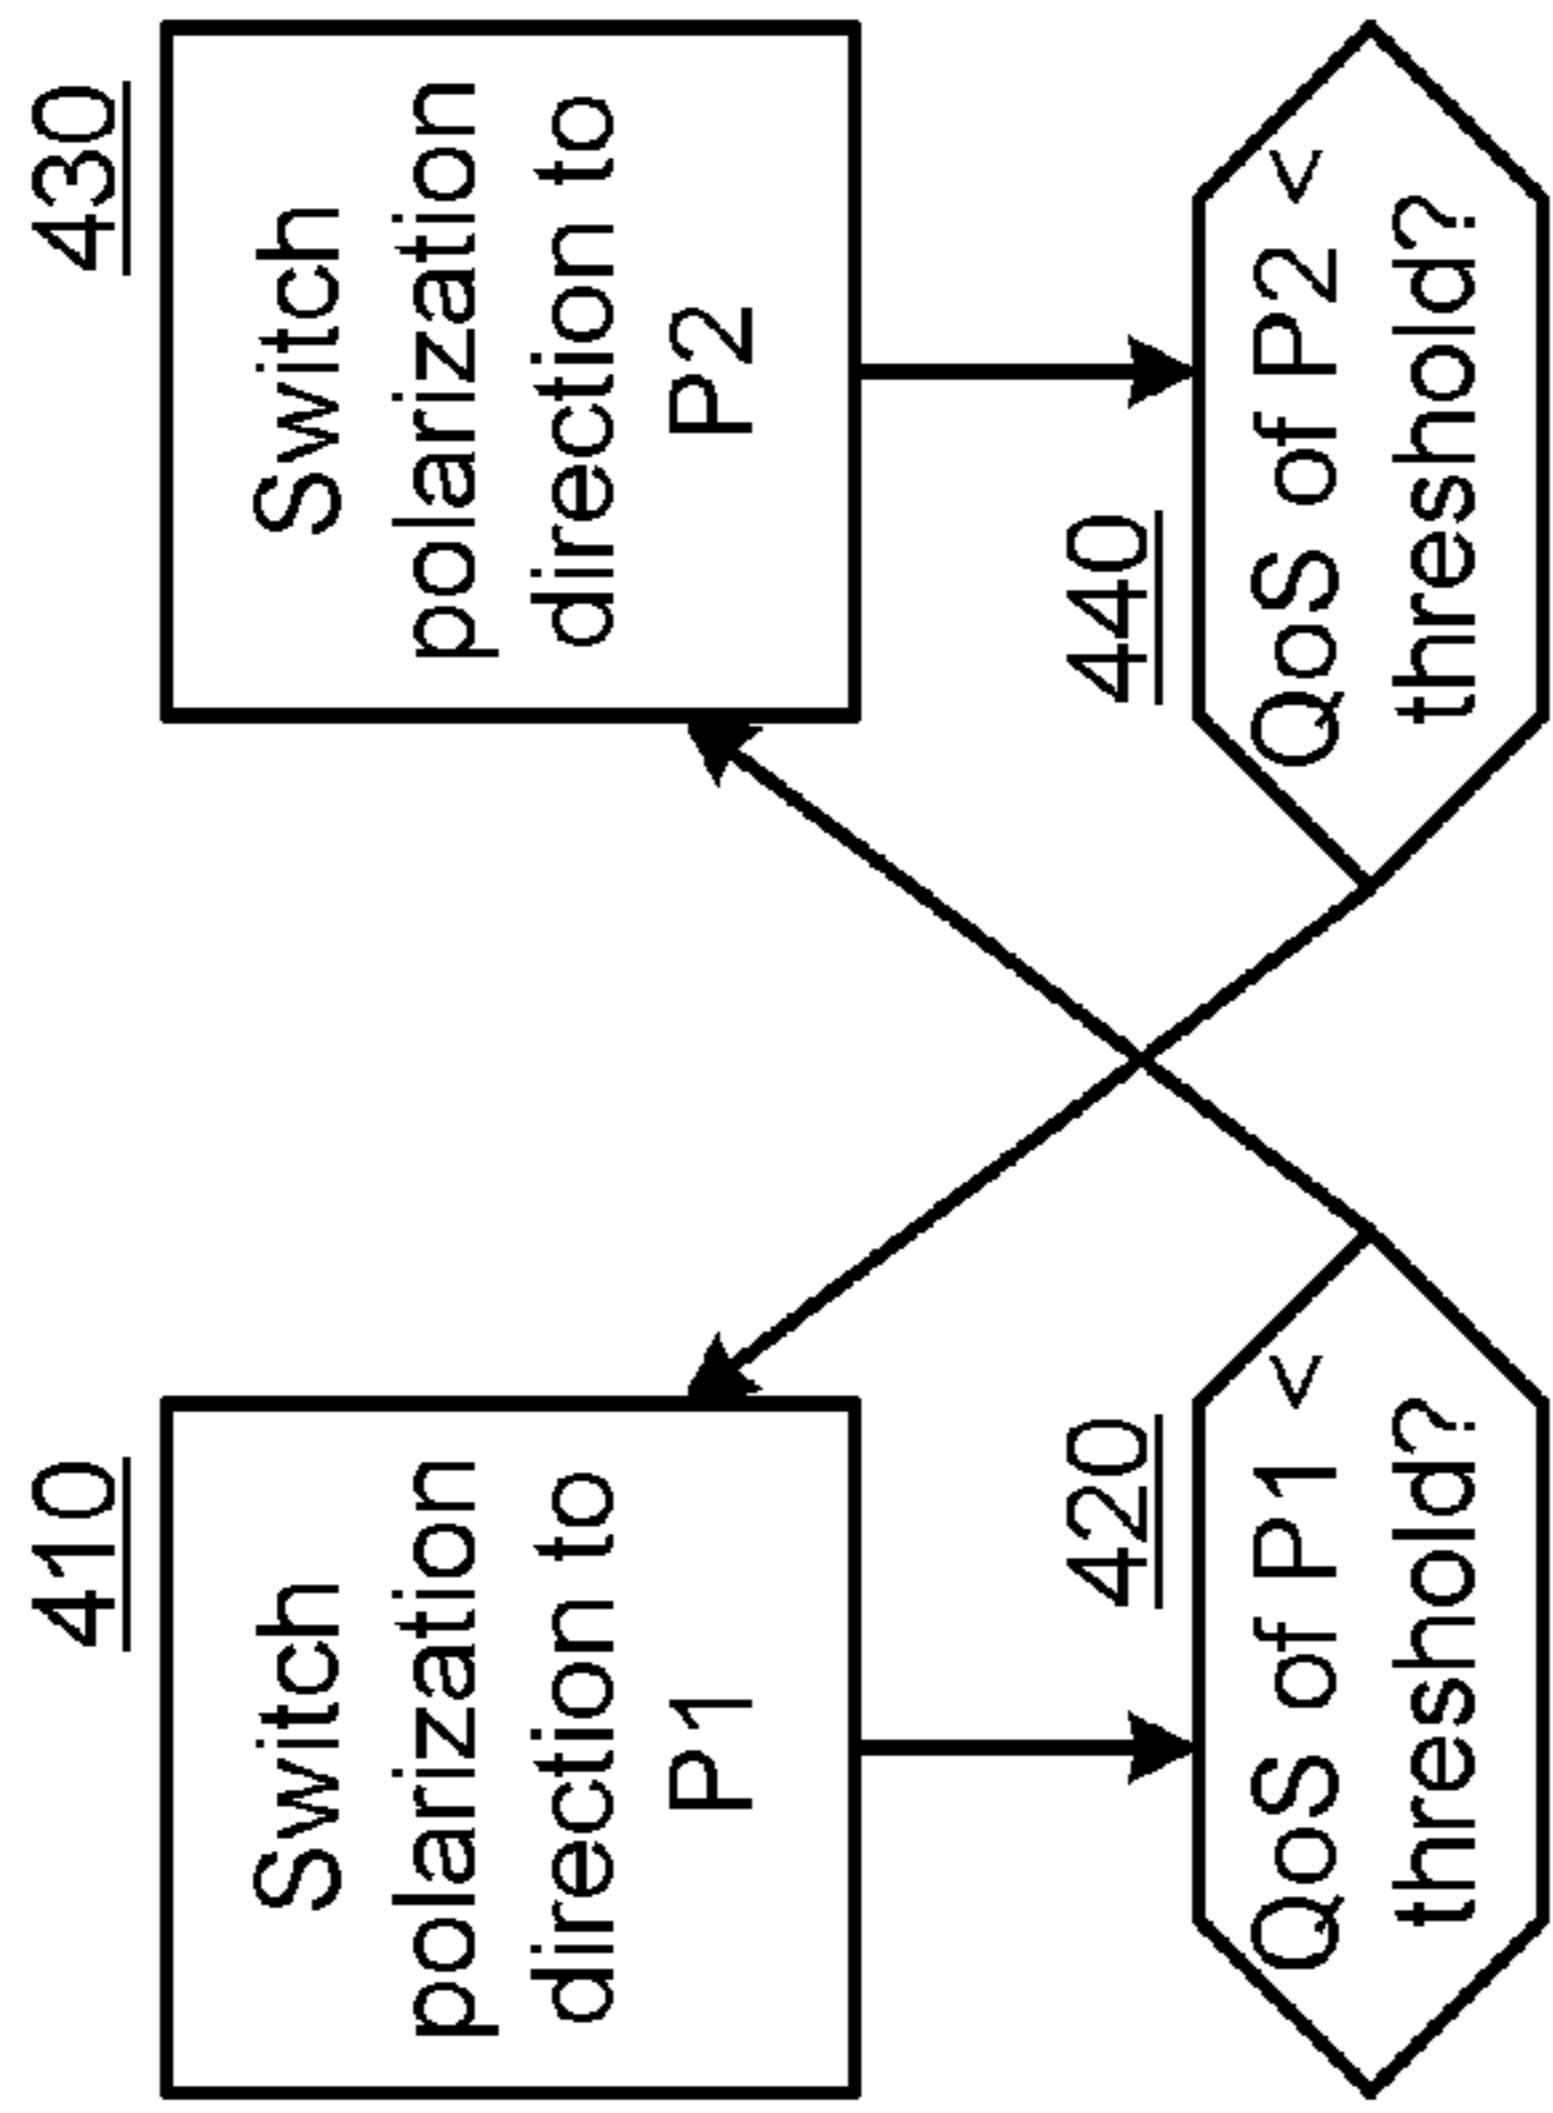 410
Switch
polarization
direction to
P1
420
QoS of P1 <
threshold?
430
Switch
polarization
direction to
P2
440
QoS of P2 <
threshold?